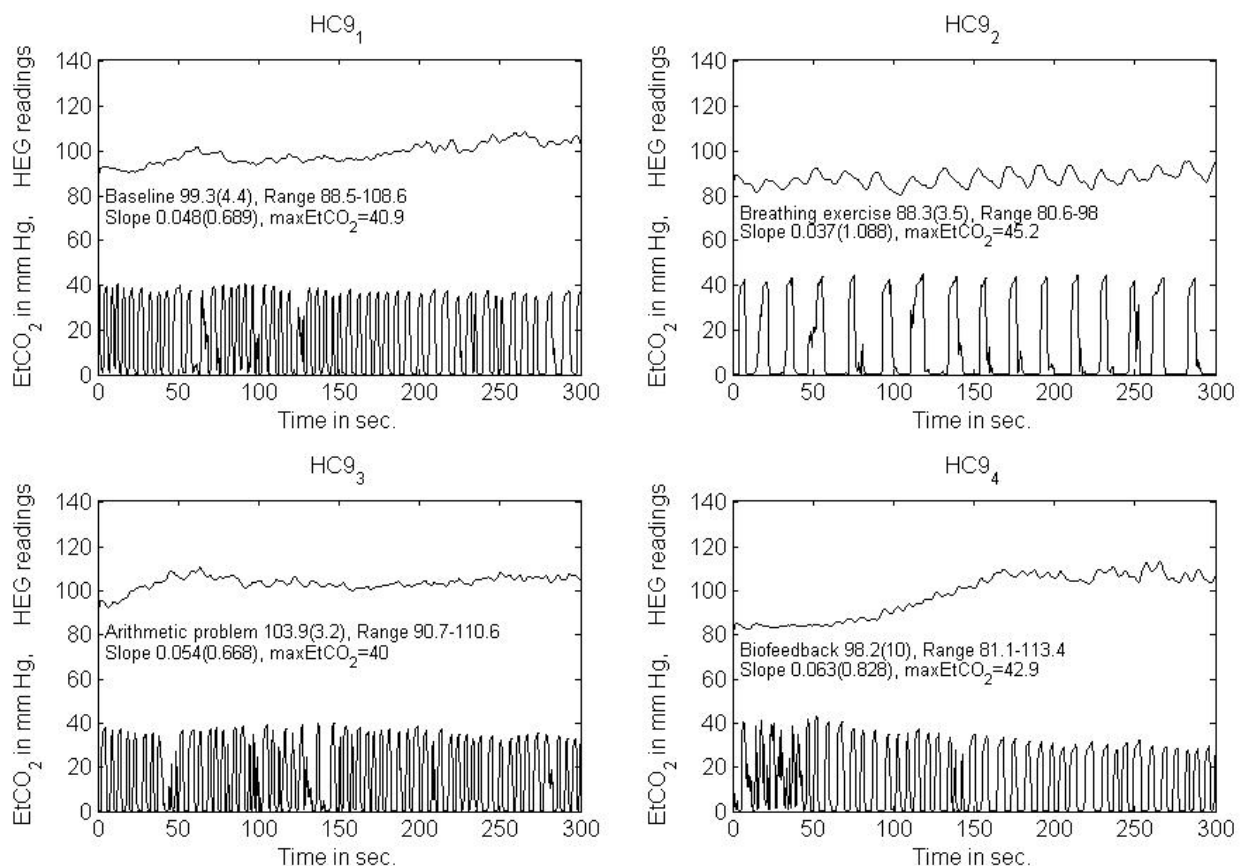 HC9₁
EtCO₂ in mm Hg, HEG readings
140
120
100
80
60
40
20
0
Baseline 99.3(4.4), Range 88.5-108.6
Slope 0.048(0.689), maxEtCO₂=40.9
0 50 100 150 200 250 300
Time in sec.
HC9₂
EtCO₂ in mm Hg, HEG readings
140
120
100
80
60
40
20
0
Breathing exercise 88.3(3.5), Range 80.6-98
Slope 0.037(1.088), maxEtCO₂=45.2
0 50 100 150 200 250 300
Time in sec.
HC9₃
EtCO₂ in mm Hg, HEG readings
140
120
100
80
60
40
20
0
Arithmetic problem 103.9(3.2), Range 90.7-110.6
Slope 0.054(0.668), maxEtCO₂=40
0 50 100 150 200 250 300
Time in sec.
HC9₄
EtCO₂ in mm Hg, HEG readings
140
120
100
80
60
40
20
0
Biofeedback 98.2(10), Range 81.1-113.4
Slope 0.063(0.828), maxEtCO₂=42.9
0 50 100 150 200 250 300
Time in sec.